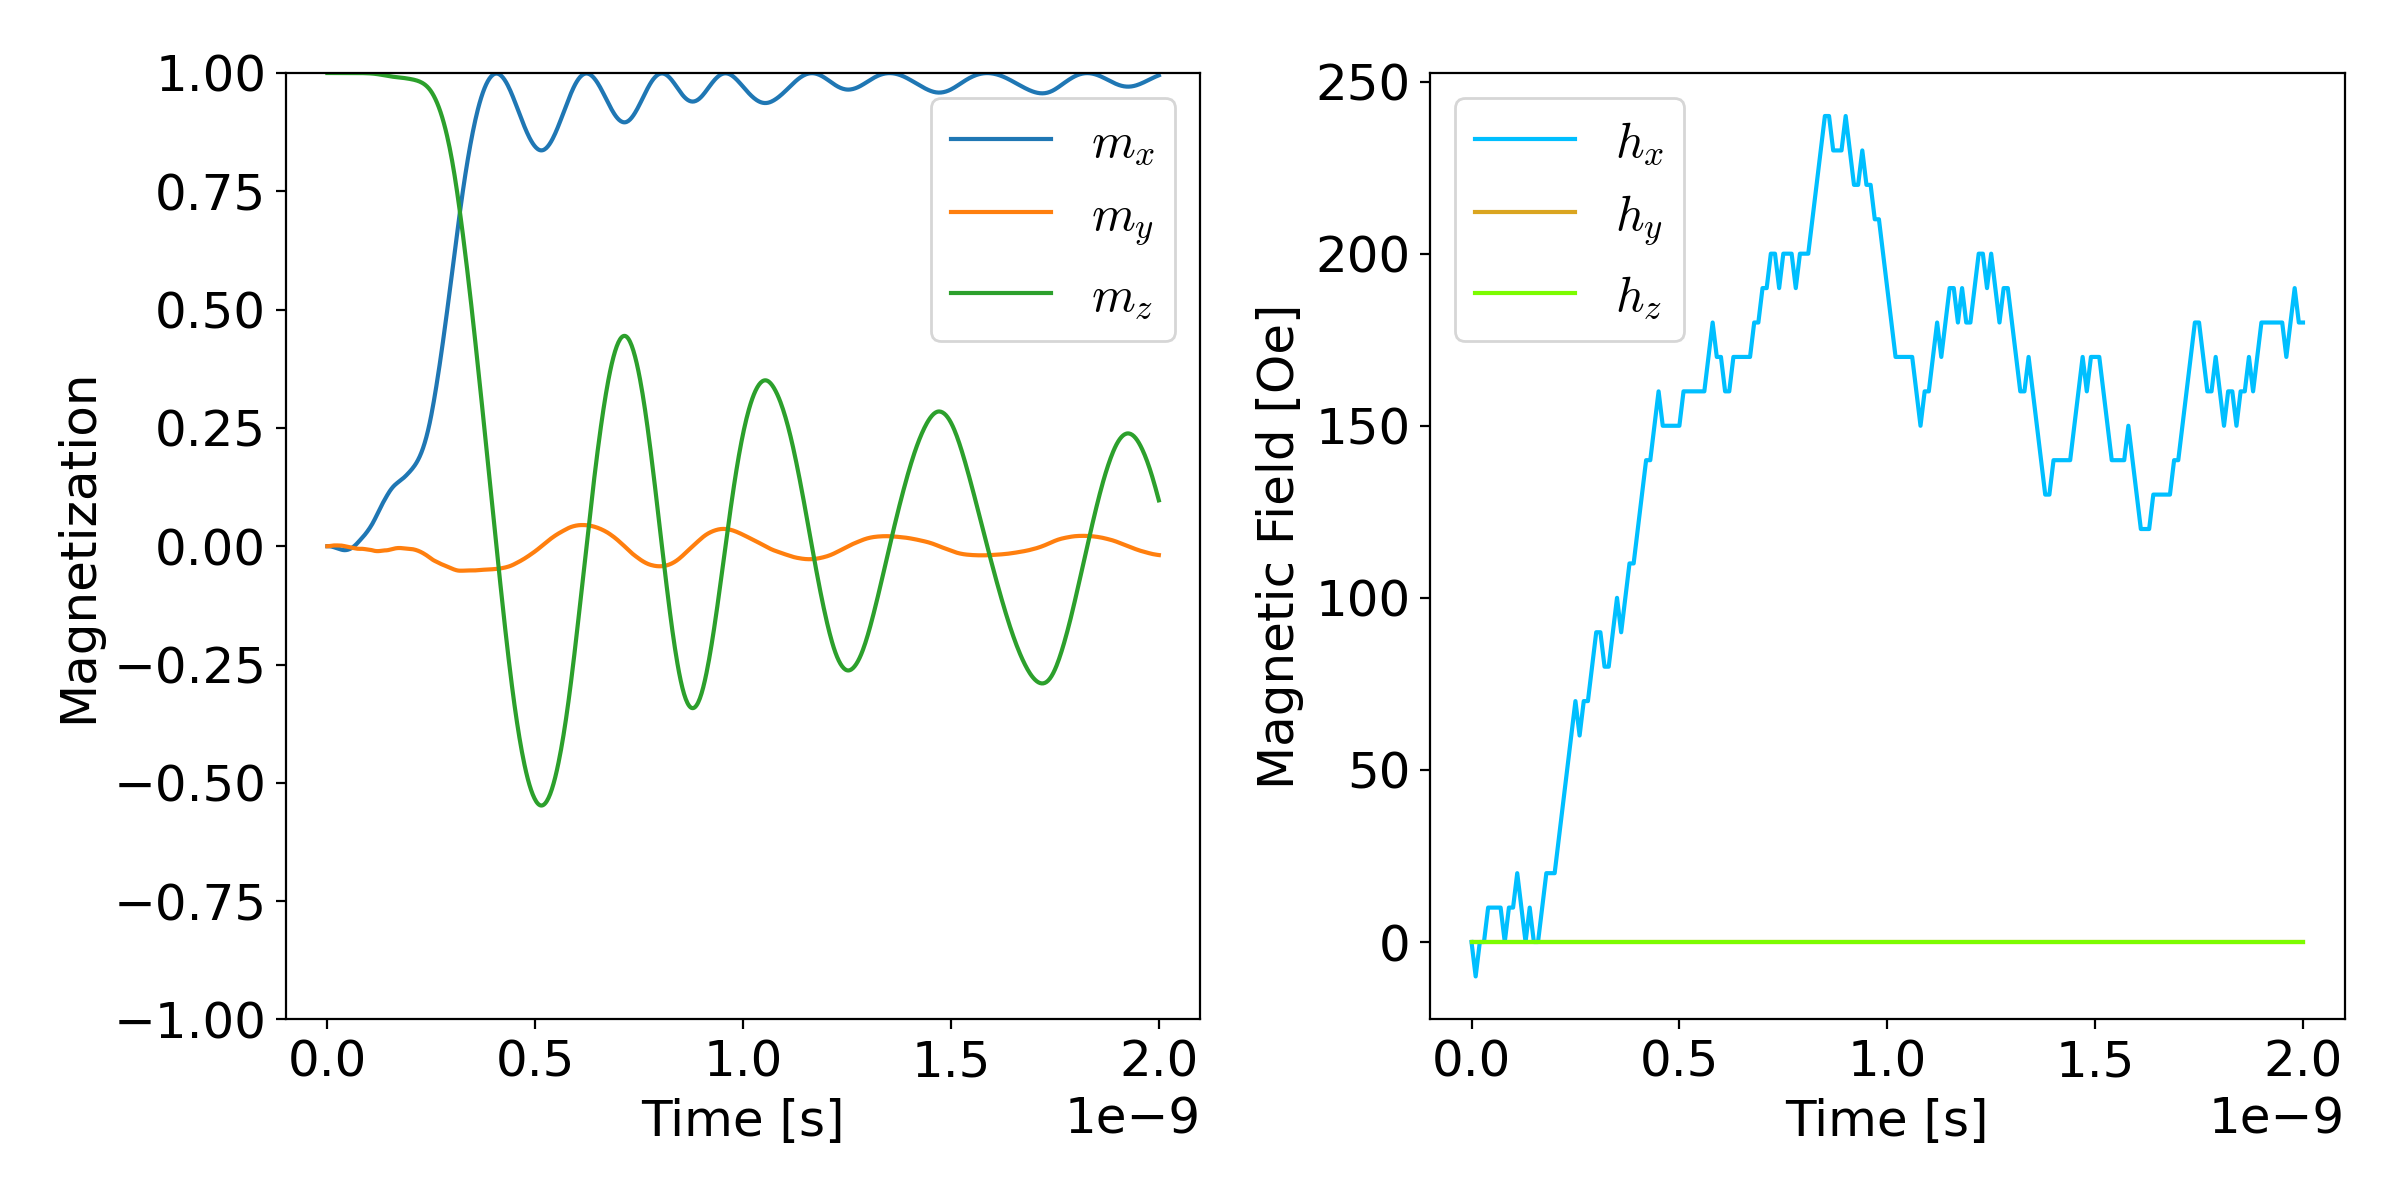 1.00
0.75
0.50
0.25
0.00
−0.25
−0.50
−0.75
−1.00
Magnetization
0.0 0.5 1.0 1.5 2.0
Time [s]
1e−9
m_x
m_y
m_z
250
200
150
100
50
0
Magnetic Field [Oe]
0.0 0.5 1.0 1.5 2.0
Time [s]
1e−9
h_x
h_y
h_z